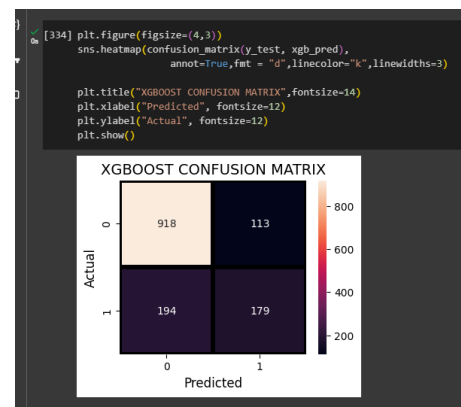 [334] plt.figure(figsize=(4,3))
0s
sns.heatmap(confusion_matrix(y_test, xgb_pred),
annot=True,fmt = "d",linecolor="k",linewidths=3)
plt.title("XGBOOST CONFUSION MATRIX",fontsize=14)
plt.xlabel("Predicted", fontsize=12)
plt.ylabel("Actual", fontsize=12)
plt.show()
XGBOOST CONFUSION MATRIX
0 918 113
1 194 179
Actual
0 1
Predicted
800
600
400
200